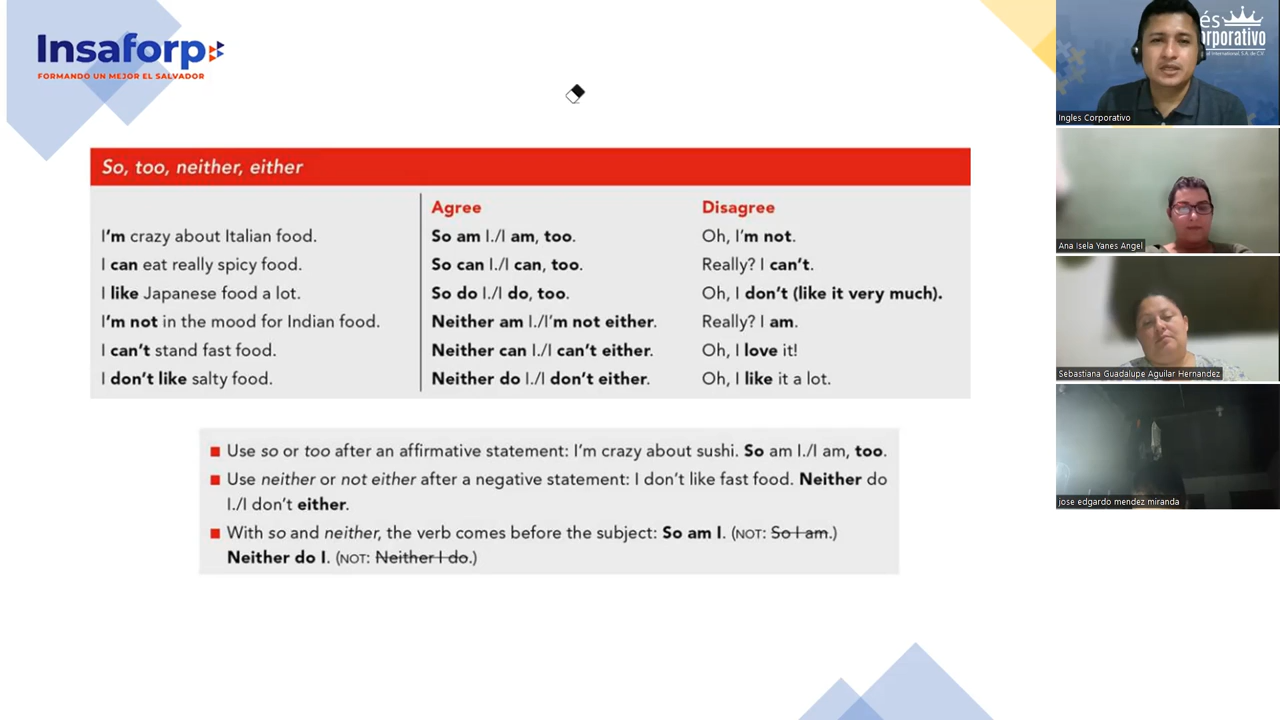 Insaforp
FORMANDO UN MEJOR EL SALVADOR
So, too, neither, either
Agree Disagree
I'm crazy about Italian food. So am I./I am, too. Oh, I'm not.
I can eat really spicy food. So can I./I can, too. Really? I can't.
I like Japanese food a lot. So do I./I do, too. Oh, I don't (like it very much).
I'm not in the mood for Indian food. Neither am I./I'm not either. Really? I am.
I can't stand fast food. Neither can I./I can't either. Oh, I love it!
I don't like salty food. Neither do I./I don't either. Oh, I like it a lot.
■ Use so or too after an affirmative statement: I'm crazy about sushi. So am I./I am, too.
■ Use neither or not either after a negative statement: I don't like fast food. Neither do
I./I don't either.
■ With so and neither, the verb comes before the subject: So am I. (NOT: So I am.)
Neither do I. (NOT: Neither I do.)
és
orporativo
Ingles Corporativo
Ana Isela Yanes Angel
Sebastiana Guadalupe Aguilar Hernandez
jose edgardo mendez miranda